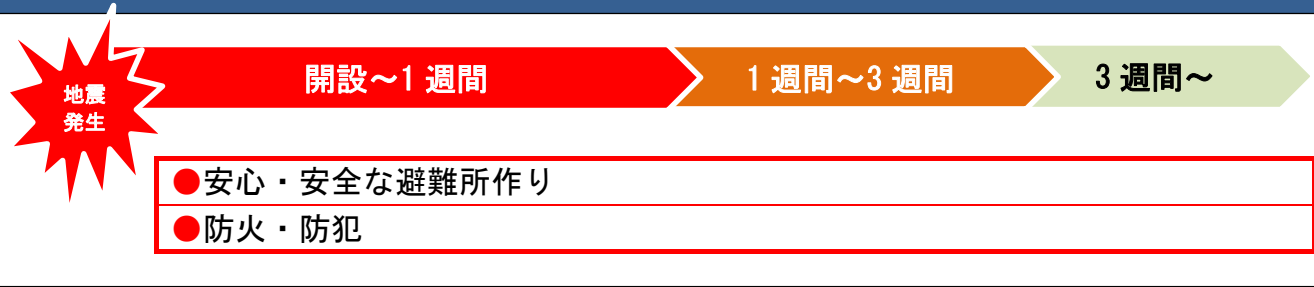 地震
発生
開設～1 週間
1 週間～3 週間
3 週間～
●安心・安全な避難所作り
●防火・防犯